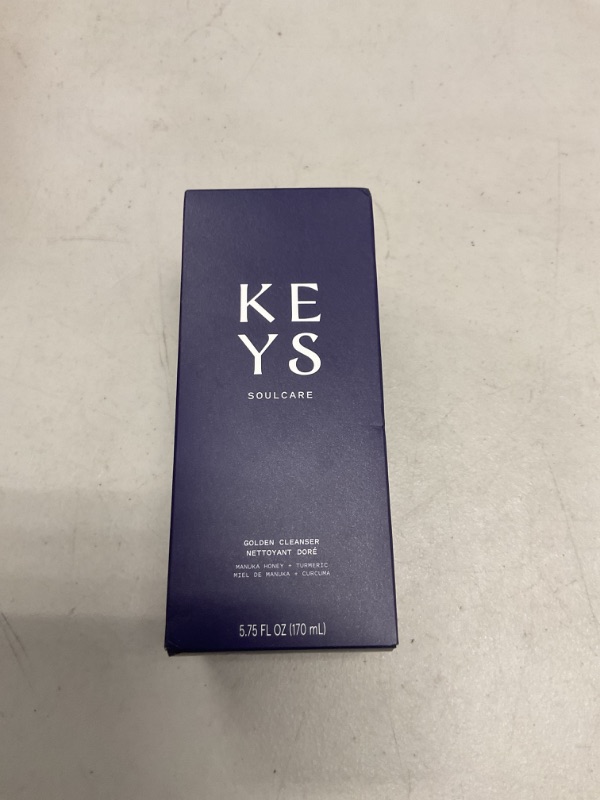 KE
YS
SOULCARE
GOLDEN CLEANSER
NETTOYANT DORÉ
MANUKA HONEY + TURMERIC
MIEL DE MANUKA + CURCUMA
5.75 FL OZ (170 mL)